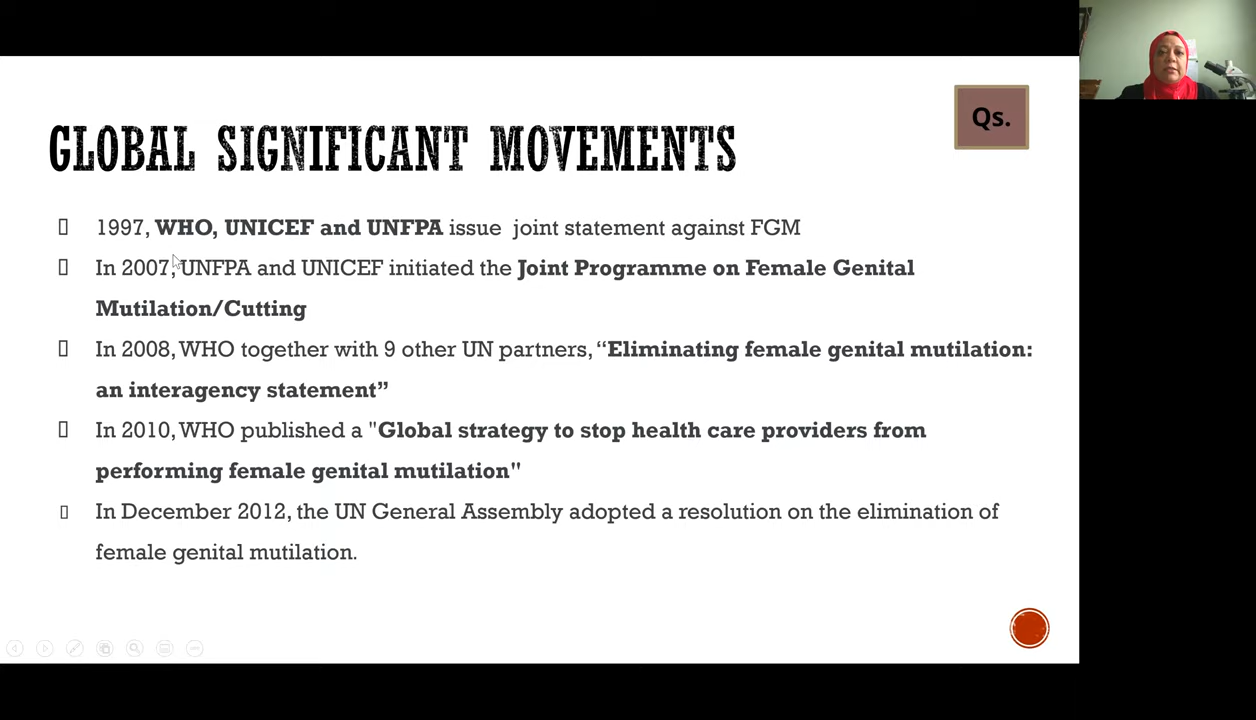 Qs.
GLOBAL SIGNIFICANT MOVEMENTS
1997, WHO, UNICEF and UNFPA issue joint statement against FGM
In 2007, UNFPA and UNICEF initiated the Joint Programme on Female Genital
Mutilation/Cutting
In 2008, WHO together with 9 other UN partners, “Eliminating female genital mutilation:
an interagency statement”
In 2010, WHO published a "Global strategy to stop health care providers from
performing female genital mutilation"
In December 2012, the UN General Assembly adopted a resolution on the elimination of
female genital mutilation.